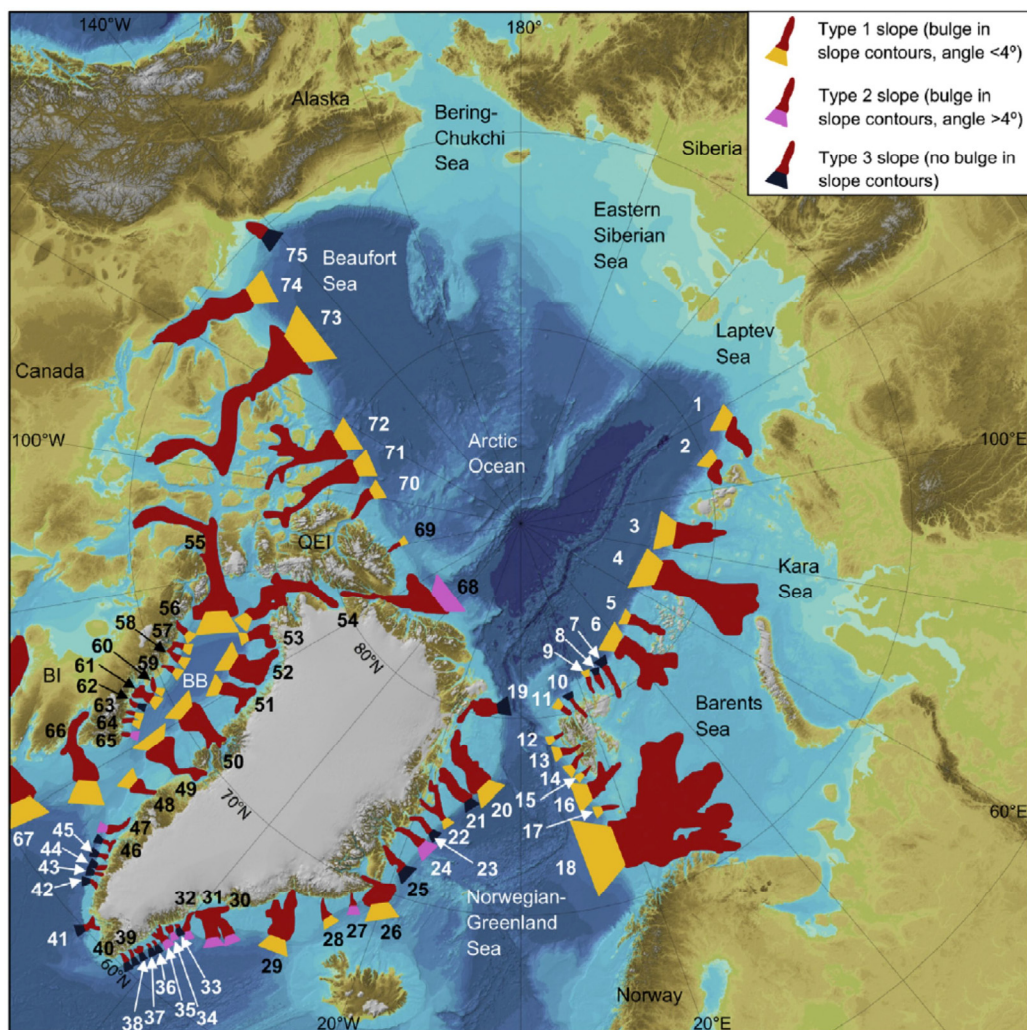 140°W
180°
Type 1 slope (bulge in
slope contours, angle <4°)
Type 2 slope (bulge in
slope contours, angle >4°)
Type 3 slope (no bulge in
slope contours)
Alaska
Bering-
Chukchi
Sea
Siberia
Eastern
Siberian
Sea
75
Beaufort
Sea
74
73
Laptev
Sea
Canada
1
72
71
70
Arctic
Ocean
2
100°W
100°E
69
3
4
55
QEI
68
Kara
Sea
5
56
57
58
53
54
6
7
8
9
80°N
59
60
61
62
63
64
65
66
BI
BB
52
51
50
10
11
19
Barents
Sea
12
13
14
15
16
17
18
49
48
70°N
20
21
22
23
24
25
60°E
67
47
46
45
44
43
42
41
40
39
60°N
32
31
30
29
28
27
26
Norwegian-
Greenland
Sea
33
34
35
36
37
38
20°W
Norway
20°E